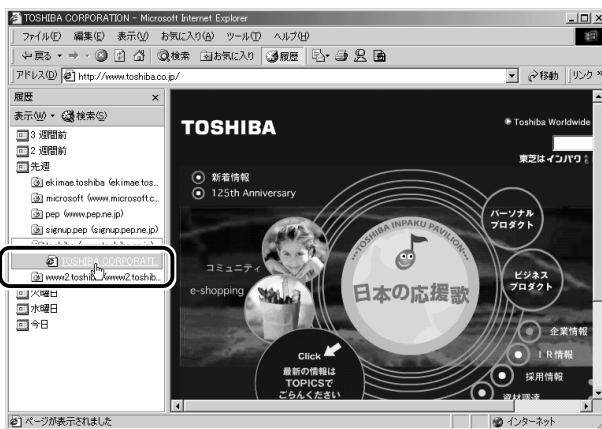 TOSHIBA CORPORATION - Microsoft Internet Explorer
ファイル(F) 編集(E) 表示(V) お気に入り(A) ツール(T) ヘルプ(H)
戻る 検索 お気に入り 履歴
アドレス(D) http://www.toshiba.co.jp/ 移動 リンク »
履歴 ×
表示(W) 検索(S)
3 週間前
2 週間前
先週
ekimae.toshiba (ekimae.tos...
microsoft (www.microsoft.c...
pep (www.pep.ne.jp)
signup.pep (signup.pep.ne.jp)
TOSHIBA CORPORATI...
www2.toshib... (www2.toshib...
火曜日
水曜日
今日
TOSHIBA
Toshiba Worldwide
東芝はインパク
新着情報
125th Anniversary
コミュニティ
e-shopping
TOSHIBA INPAKU PAVILION
日本の応援歌
パーソナル
プロダクト
ビジネス
プロダクト
企業情報
IR情報
採用情報
資材調達
Click
最新の情報は
TOPICSで
ごらんください
ページが表示されました インターネット